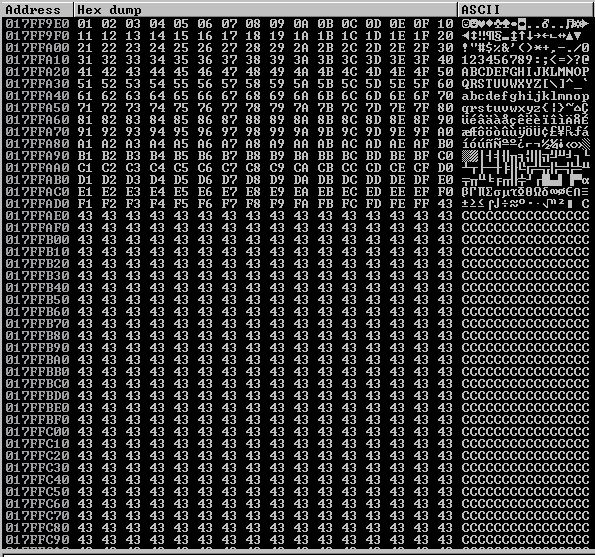 Address Hex dump ASCII
017FF9E0 01 02 03 04 05 06 07 08 09 0A 0B 0C 0D 0E 0F 10
017FF9F0 11 12 13 14 15 16 17 18 19 1A 1B 1C 1D 1E 1F 20
017FFA00 21 22 23 24 25 26 27 28 29 2A 2B 2C 2D 2E 2F 30 !"#$%&'()*+,-./0
017FFA10 31 32 33 34 35 36 37 38 39 3A 3B 3C 3D 3E 3F 40 123456789:;<=>?@
017FFA20 41 42 43 44 45 46 47 48 49 4A 4B 4C 4D 4E 4F 50 ABCDEFGHIJKLMNOP
017FFA30 51 52 53 54 55 56 57 58 59 5A 5B 5C 5D 5E 5F 60 QRSTUVWXYZ[\]^_`
017FFA40 61 62 63 64 65 66 67 68 69 6A 6B 6C 6D 6E 6F 70 abcdefghijklmnop
017FFA50 71 72 73 74 75 76 77 78 79 7A 7B 7C 7D 7E 7F 80 qrstuvwxyz{|}~⌂Ç
017FFA60 81 82 83 84 85 86 87 88 89 8A 8B 8C 8D 8E 8F 90 üéâäàåçêëèïîìÄÅÉ
017FFA70 91 92 93 94 95 96 97 98 99 9A 9B 9C 9D 9E 9F A0
017FFA80 A1 A2 A3 A4 A5 A6 A7 A8 A9 AA AB AC AD AE AF B0
017FFA90 B1 B2 B3 B4 B5 B6 B7 B8 B9 BA BB BC BD BE BF C0
017FFAA0 C1 C2 C3 C4 C5 C6 C7 C8 C9 CA CB CC CD CE CF D0
017FFAB0 D1 D2 D3 D4 D5 D6 D7 D8 D9 DA DB DC DD DE DF E0
017FFAC0 E1 E2 E3 E4 E5 E6 E7 E8 E9 EA EB EC ED EE EF F0
017FFAD0 F1 F2 F3 F4 F5 F6 F7 F8 F9 FA FB FC FD FE FF 43
017FFAE0 43 43 43 43 43 43 43 43 43 43 43 43 43 43 43 43 CCCCCCCCCCCCCCCC
017FFAF0 43 43 43 43 43 43 43 43 43 43 43 43 43 43 43 43 CCCCCCCCCCCCCCCC
017FFB00 43 43 43 43 43 43 43 43 43 43 43 43 43 43 43 43 CCCCCCCCCCCCCCCC
017FFB10 43 43 43 43 43 43 43 43 43 43 43 43 43 43 43 43 CCCCCCCCCCCCCCCC
017FFB20 43 43 43 43 43 43 43 43 43 43 43 43 43 43 43 43 CCCCCCCCCCCCCCCC
017FFB30 43 43 43 43 43 43 43 43 43 43 43 43 43 43 43 43 CCCCCCCCCCCCCCCC
017FFB40 43 43 43 43 43 43 43 43 43 43 43 43 43 43 43 43 CCCCCCCCCCCCCCCC
017FFB50 43 43 43 43 43 43 43 43 43 43 43 43 43 43 43 43 CCCCCCCCCCCCCCCC
017FFB60 43 43 43 43 43 43 43 43 43 43 43 43 43 43 43 43 CCCCCCCCCCCCCCCC
017FFB70 43 43 43 43 43 43 43 43 43 43 43 43 43 43 43 43 CCCCCCCCCCCCCCCC
017FFB80 43 43 43 43 43 43 43 43 43 43 43 43 43 43 43 43 CCCCCCCCCCCCCCCC
017FFB90 43 43 43 43 43 43 43 43 43 43 43 43 43 43 43 43 CCCCCCCCCCCCCCCC
017FFBA0 43 43 43 43 43 43 43 43 43 43 43 43 43 43 43 43 CCCCCCCCCCCCCCCC
017FFBB0 43 43 43 43 43 43 43 43 43 43 43 43 43 43 43 43 CCCCCCCCCCCCCCCC
017FFBC0 43 43 43 43 43 43 43 43 43 43 43 43 43 43 43 43 CCCCCCCCCCCCCCCC
017FFBD0 43 43 43 43 43 43 43 43 43 43 43 43 43 43 43 43 CCCCCCCCCCCCCCCC
017FFBE0 43 43 43 43 43 43 43 43 43 43 43 43 43 43 43 43 CCCCCCCCCCCCCCCC
017FFBF0 43 43 43 43 43 43 43 43 43 43 43 43 43 43 43 43 CCCCCCCCCCCCCCCC
017FFC00 43 43 43 43 43 43 43 43 43 43 43 43 43 43 43 43 CCCCCCCCCCCCCCCC
017FFC10 43 43 43 43 43 43 43 43 43 43 43 43 43 43 43 43 CCCCCCCCCCCCCCCC
017FFC20 43 43 43 43 43 43 43 43 43 43 43 43 43 43 43 43 CCCCCCCCCCCCCCCC
017FFC30 43 43 43 43 43 43 43 43 43 43 43 43 43 43 43 43 CCCCCCCCCCCCCCCC
017FFC40 43 43 43 43 43 43 43 43 43 43 43 43 43 43 43 43 CCCCCCCCCCCCCCCC
017FFC50 43 43 43 43 43 43 43 43 43 43 43 43 43 43 43 43 CCCCCCCCCCCCCCCC
017FFC60 43 43 43 43 43 43 43 43 43 43 43 43 43 43 43 43 CCCCCCCCCCCCCCCC
017FFC70 43 43 43 43 43 43 43 43 43 43 43 43 43 43 43 43 CCCCCCCCCCCCCCCC
017FFC80 43 43 43 43 43 43 43 43 43 43 43 43 43 43 43 43 CCCCCCCCCCCCCCCC
017FFC90 43 43 43 43 43 43 43 43 43 43 43 43 43 43 43 43 CCCCCCCCCCCCCCCC